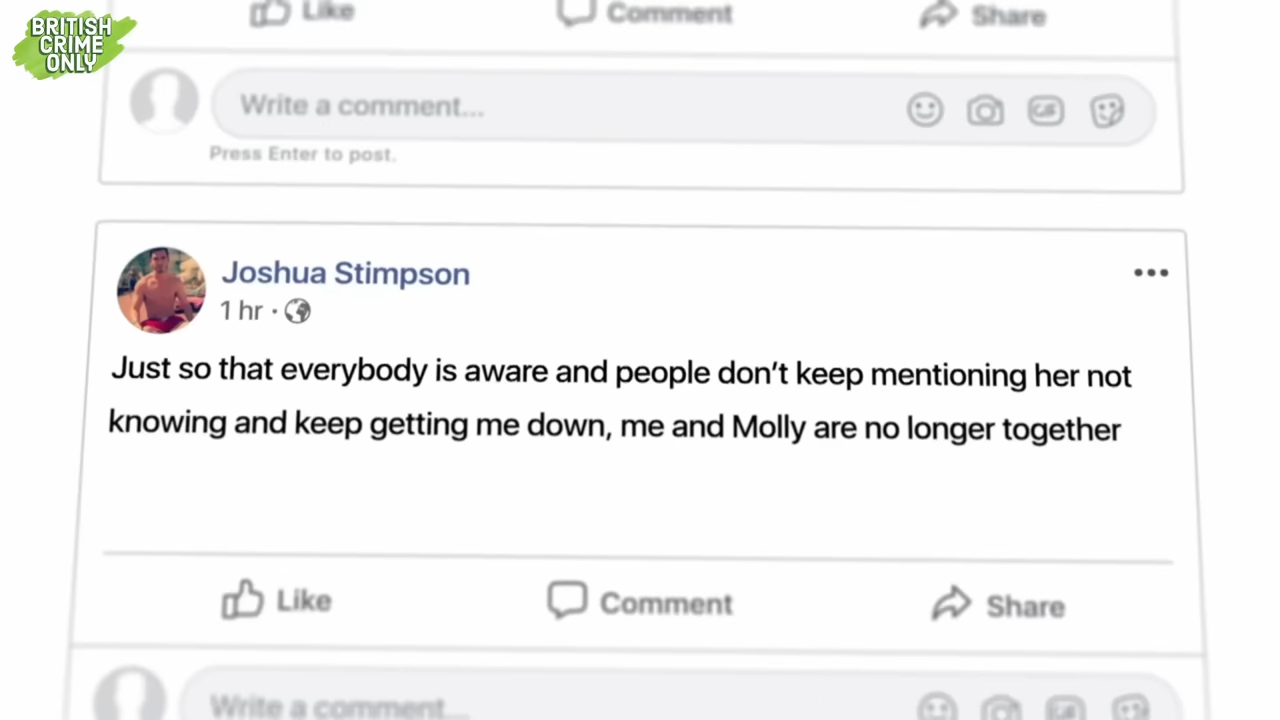 BRITISH
CRIME
ONLY
Like Comment Share
Write a comment...
GIF
Press Enter to post.
Joshua Stimpson
1 hr ·
Just so that everybody is aware and people don’t keep mentioning her not
knowing and keep getting me down, me and Molly are no longer together
Like Comment Share
Write a comment...
GIF